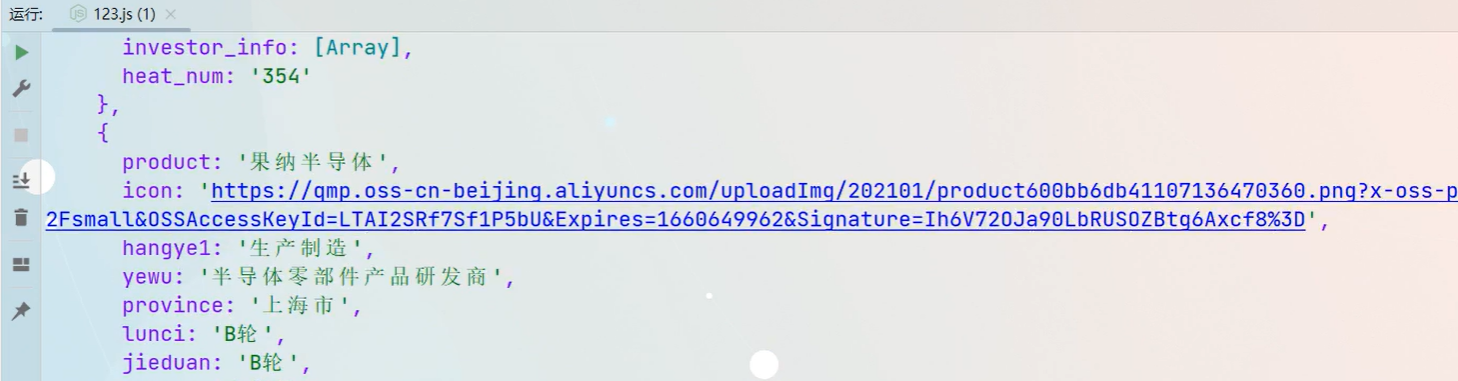 运行: 123.js (1)
investor_info: [Array],
heat_num: '354'
},
{
product: '果纳半导体',
icon: 'https://qmp.oss-cn-beijing.aliyuncs.com/uploadImg/202101/product600bb6db41107136470360.png?x-oss-p
2Fsmall&OSSAccessKeyId=LTAI2SRf7Sf1P5bU&Expires=1660649962&Signature=Ih6V72OJa90LbRUSOZBtg6Axcf8%3D',
hangye1: '生产制造',
yewu: '半导体零部件产品研发商',
province: '上海市',
lunci: 'B轮',
jieduan: 'B轮',